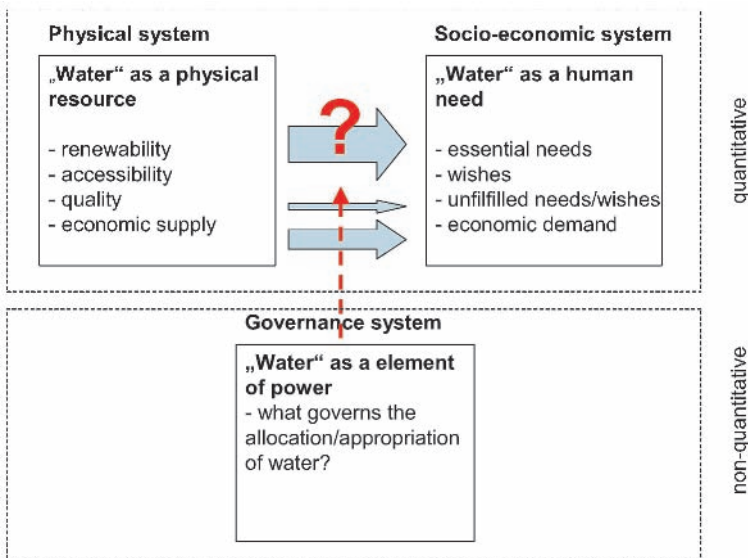 Physical system
„Water“ as a physical
resource
- renewability
- accessibility
- quality
- economic supply
?
Socio-economic system
„Water“ as a human
need
- essential needs
- wishes
- unfilfilled needs/wishes
- economic demand
quantitative
Governance system
„Water“ as a element
of power
- what governs the
allocation/appropriation
of water?
non-quantitative